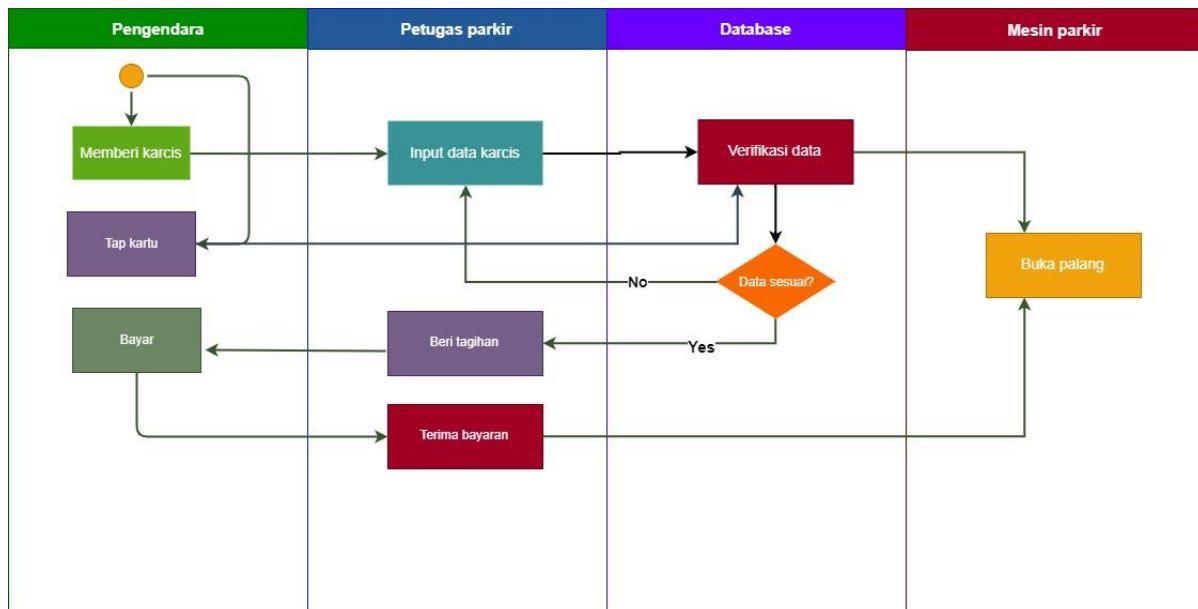 Pengendara
Petugas parkir
Database
Mesin parkir
Memberi karcis
Input data karcis
Verifikasi data
Tap kartu
Buka palang
No
Data sesuai?
Bayar
Beri tagihan
Yes
Terima bayaran